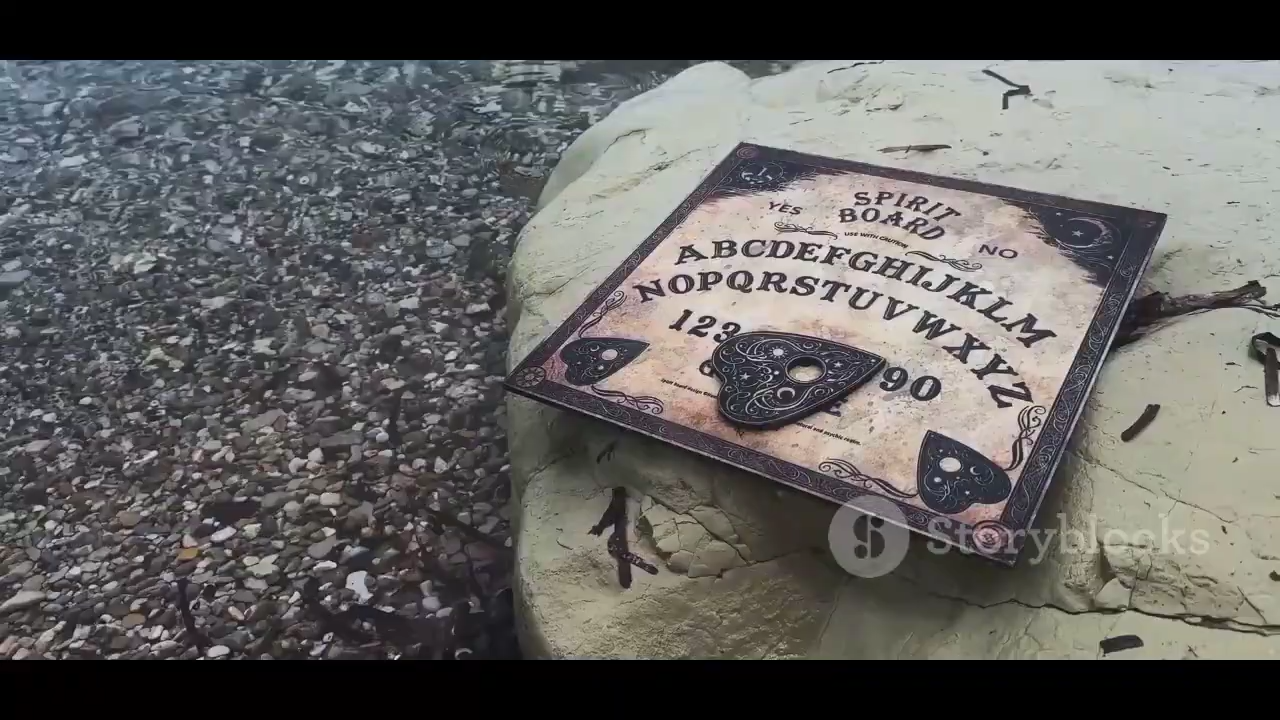 SPIRIT
BOARD
YES
NO
USE WITH CAUTION
ABCDEFGHIJKLM
NOPQRSTUVWXYZ
123
90
Storyblocks